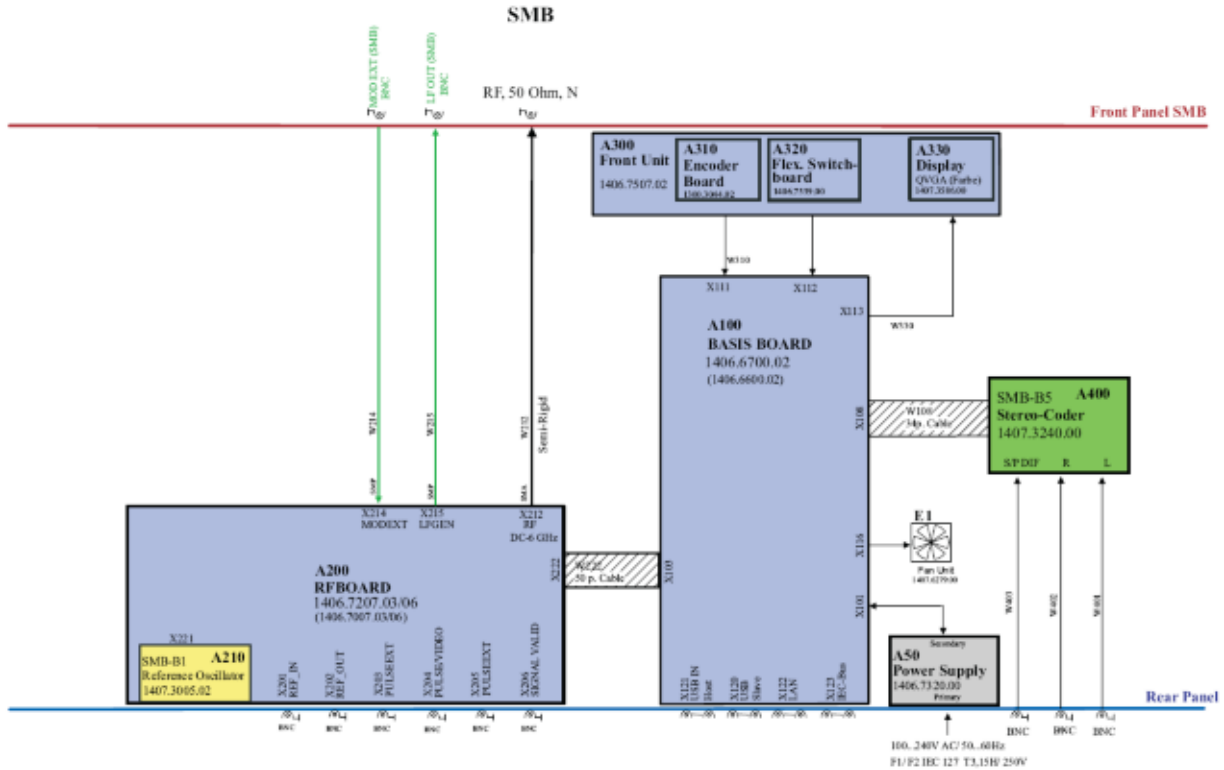 SMB
MOD EXT (SMB)
BNC
LF OUT (SMB)
BNC
RF, 50 Ohm, N
Front Panel SMB
A300
Front Unit
1406.7507.02
A310
Encoder
Board
A320
Flex. Switch-
board
A330
Display
QVGA (Farbe)
X111
X112
X113
W330
A100
BASIS BOARD
1406.6700.02
(1406.6600.02)
W108
34p. Cable
X108
SMB-B5 A400
Stereo-Coder
1407.3240.00
S/PDIF R L
W214
W215
Semi-Rigid
SMP
SMP
X214
MODEXT
X215
LFGEN
X212
RF
DC-6 GHz
X222
50 p. Cable
X103
A200
RFBOARD
1406.7207.03/06
(1406.7007.03/06)
X116
E1
Fan Unit
X101
W403
W402
W401
X221
SMB-B1 A210
Reference Oscillator
1407.3005.02
X201
REF_IN
X202
REF_OUT
X203
PULSEEXT
X204
PULSE/VIDEO
X205
PULSEEXT
X206
SIGNAL VALID
X121
USB IN
Host
X120
USB
Slave
X122
LAN
X123
IEC-Bus
Secondary
A50
Power Supply
1406.7320.00
Primary
Rear Panel
BNC
BNC
BNC
BNC
BNC
BNC
BNC
BNC
BNC
100...240V AC/ 50...60Hz
F1/ F2 IEC 127 T3,15H/ 250V